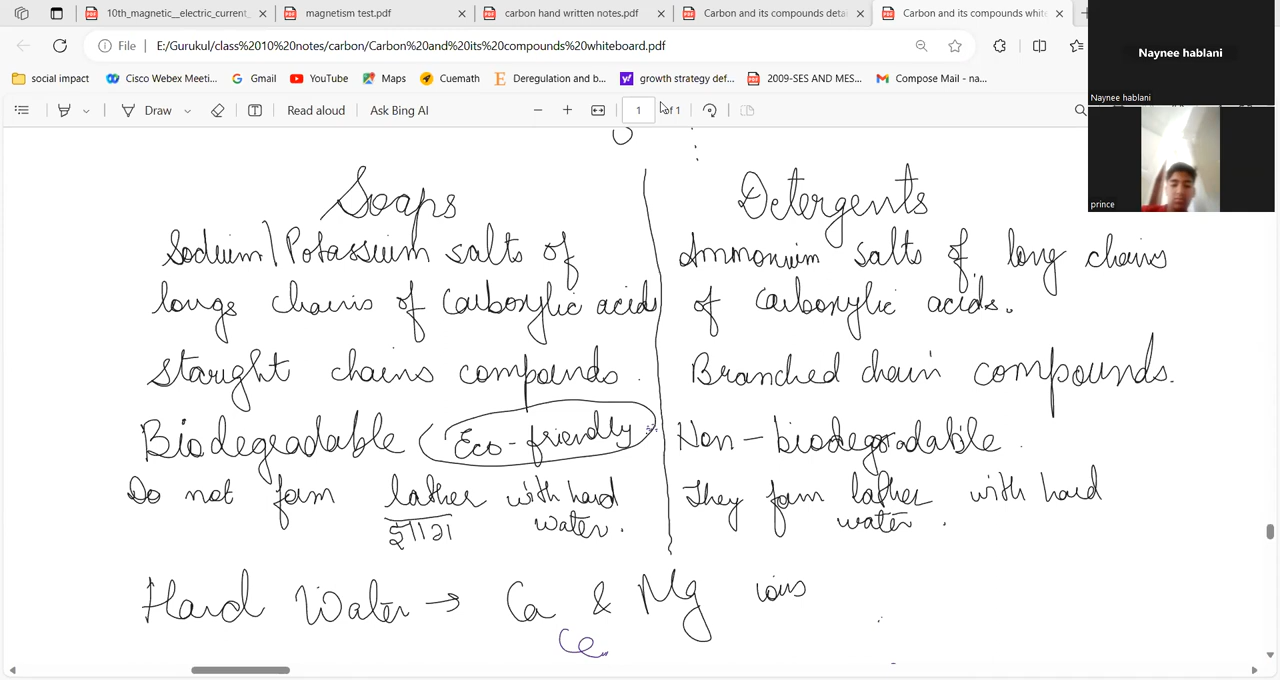 10th_magnetic__electric_current_
magnetism test.pdf
carbon hand written notes.pdf
Carbon and its compounds detai
Carbon and its compounds whit
File E:/Gurukul/class%2010%20notes/carbon/Carbon%20and%20its%20compounds%20whiteboard.pdf
social impact Cisco Webex Meeti... Gmail YouTube Maps Cuemath Deregulation and b... growth strategy def... 2009-SES AND MES... Compose Mail - na...
Draw Read aloud Ask Bing AI 1 of 1
Naynee hablani
Naynee hablani
prince
Soaps
Sodium/Potassium salts of
longs chains of Carboxylic acids
Staright chains compounds.
Biodegradable (Eco-friendly)
Do not form lather with hard
झाग water.
Detergents
Ammonium salts of long chains
of carboxylic acids.
Branched chain compounds.
Non-biodegradable.
They form lather with hard
water.
Hard Water → Ca & Mg ions